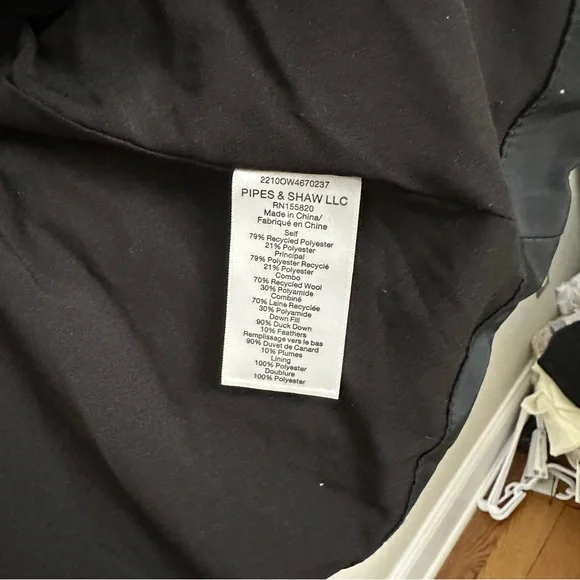 2210OW4670237
PIPES & SHAW LLC
RN155820
Made in China/
Fabriqué en Chine
Self
79% Recycled Polyester
21% Polyester
Principal
79% Polyester Recyclé
21% Polyester
Combo
70% Recycled Wool
30% Polyamide
Combiné
70% Laine Recyclée
30% Polyamide
Down Fill
90% Duck Down
10% Feathers
Remplissage vers le bas
90% Duvet de Canard
10% Plumes
Lining
100% Polyester
Doublure
100% Polyester